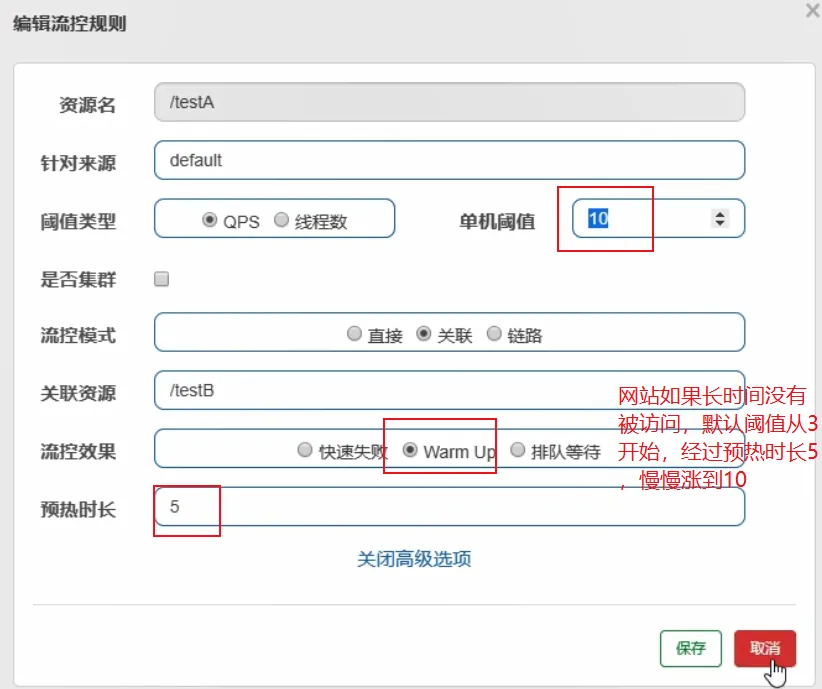 编辑流控规则
资源名 /testA
针对来源 default
阈值类型 QPS 线程数 单机阈值 10
是否集群
流控模式 直接 关联 链路
关联资源 /testB
流控效果 快速失败 Warm Up 排队等待
预热时长 5
网站如果长时间没有
被访问，默认阈值从3
开始，经过预热时长5
，慢慢涨到10
关闭高级选项
保存 取消